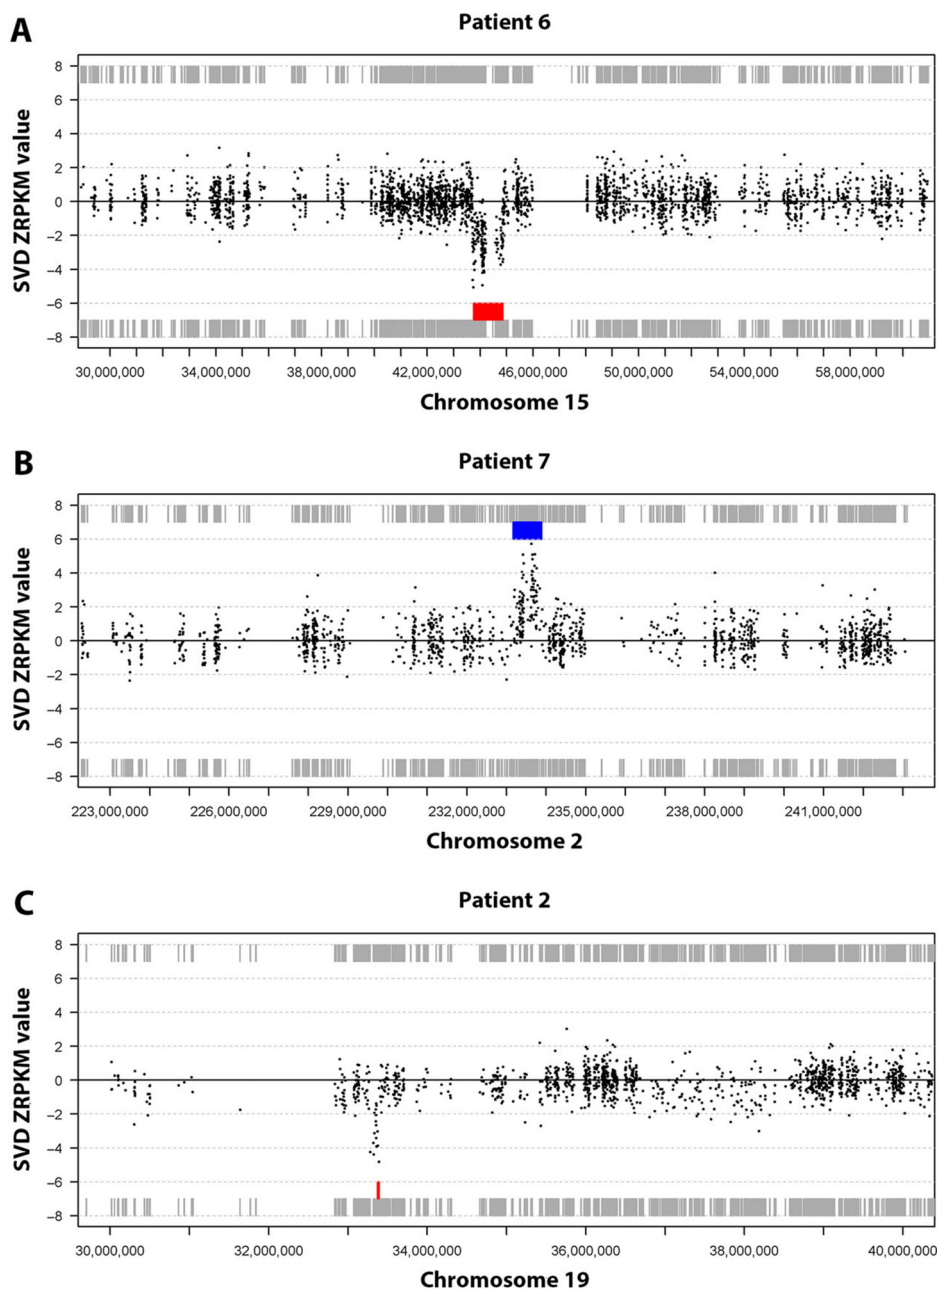 A
Patient 6
SVD ZRPKM value
8
6
4
2
0
−2
−4
−6
−8
30,000,000 34,000,000 38,000,000 42,000,000 46,000,000 50,000,000 54,000,000 58,000,000
Chromosome 15
B
Patient 7
SVD ZRPKM value
8
6
4
2
0
−2
−4
−6
−8
223,000,000 226,000,000 229,000,000 232,000,000 235,000,000 238,000,000 241,000,000
Chromosome 2
C
Patient 2
SVD ZRPKM value
8
6
4
2
0
−2
−4
−6
−8
30,000,000 32,000,000 34,000,000 36,000,000 38,000,000 40,000,000
Chromosome 19